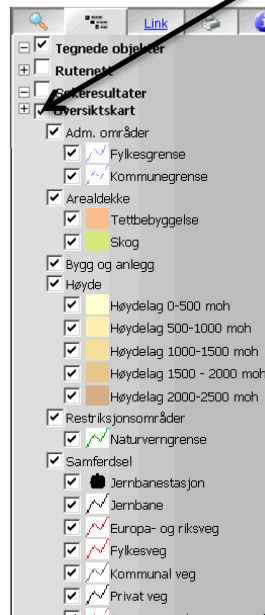 Link
Tegnede objekter
Rutenett
Søkeresultater
Oversiktskart
Adm. områder
Fylkesgrense
Kommunegrense
Arealdekke
Tettbebyggelse
Skog
Bygg og anlegg
Høyde
Høydelag 0-500 moh
Høydelag 500-1000 moh
Høydelag 1000-1500 moh
Høydelag 1500 - 2000 moh
Høydelag 2000-2500 moh
Restriksjonsområder
Naturverngrense
Samferdsel
Jernbanestasjon
Jernbane
Europa- og riksveg
Fylkesveg
Kommunal veg
Privat veg